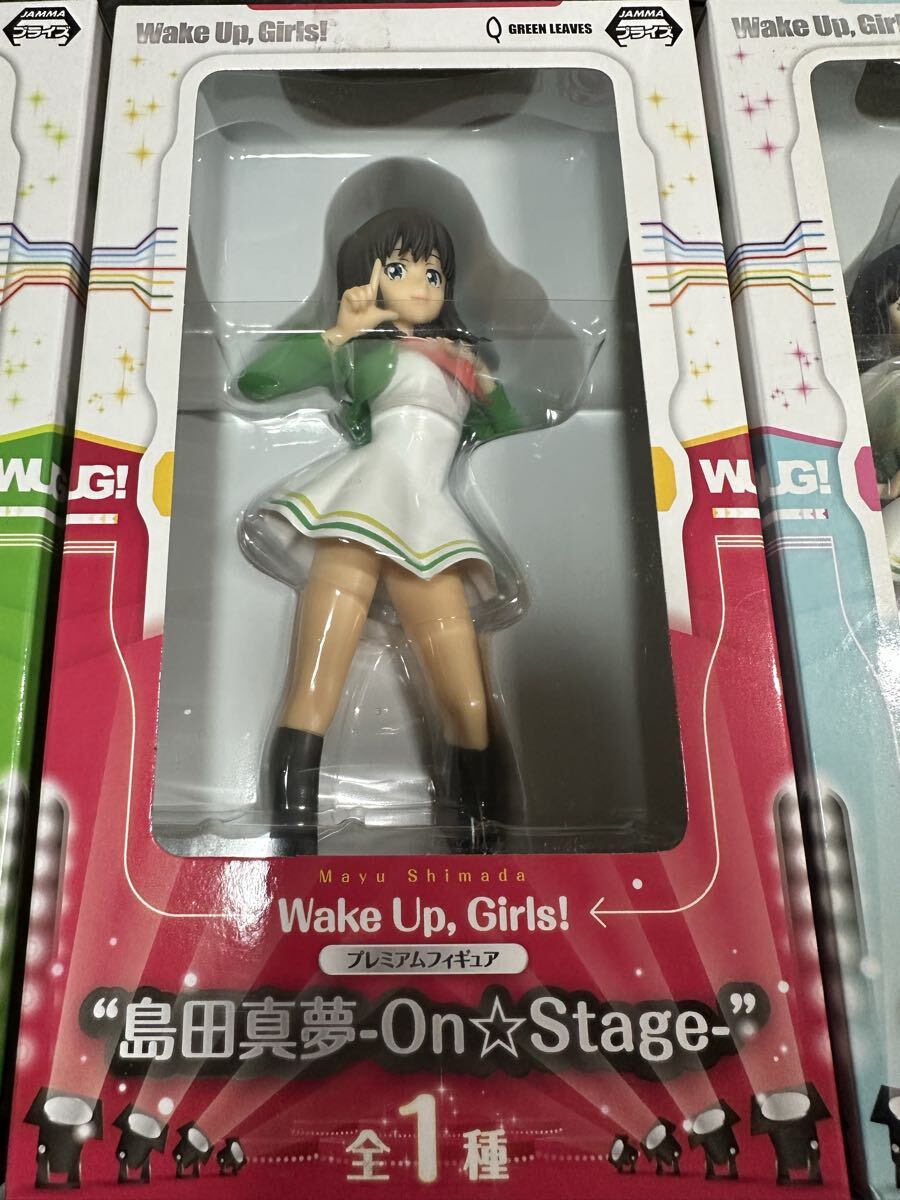 JAMMA
プライズ
Wake Up, Girls!
GREEN LEAVES
JAMMA
プライズ
Wake Up, Girl
WUG!
WUG!
Mayu Shimada
Wake Up, Girls!
プレミアムフィギュア
“島田真夢-On☆Stage-”
全1種